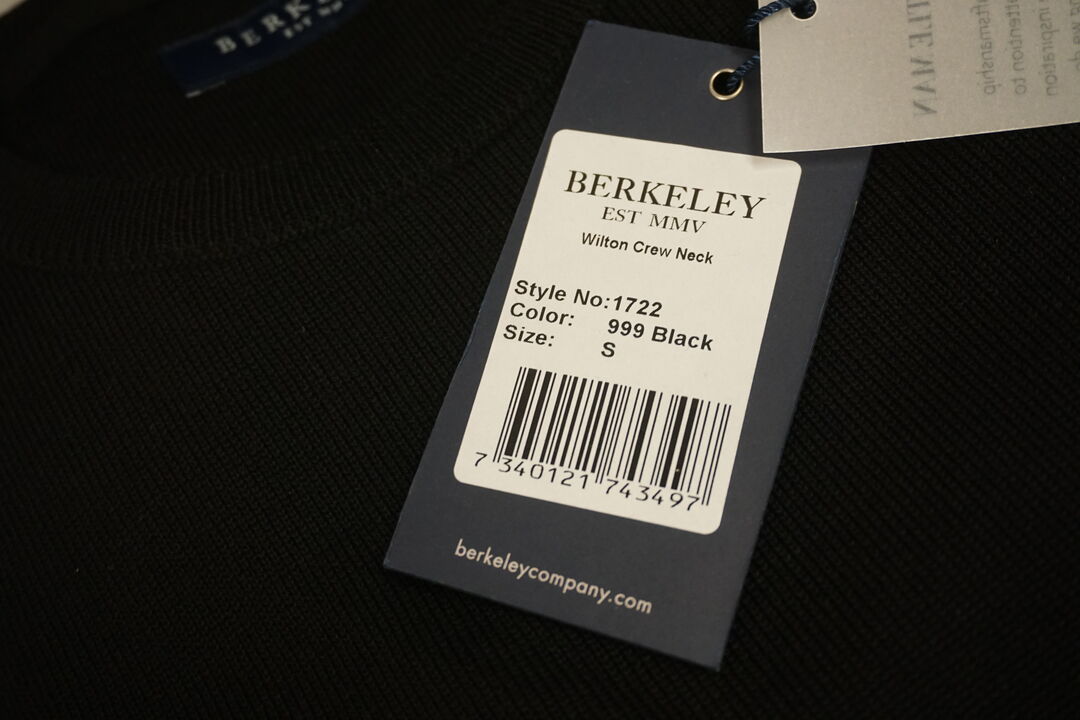 BERKELEY
EST MMV
Wilton Crew Neck
Style No:1722
Color: 999 Black
Size: S
7 340121 743497
berkeleycompany.com